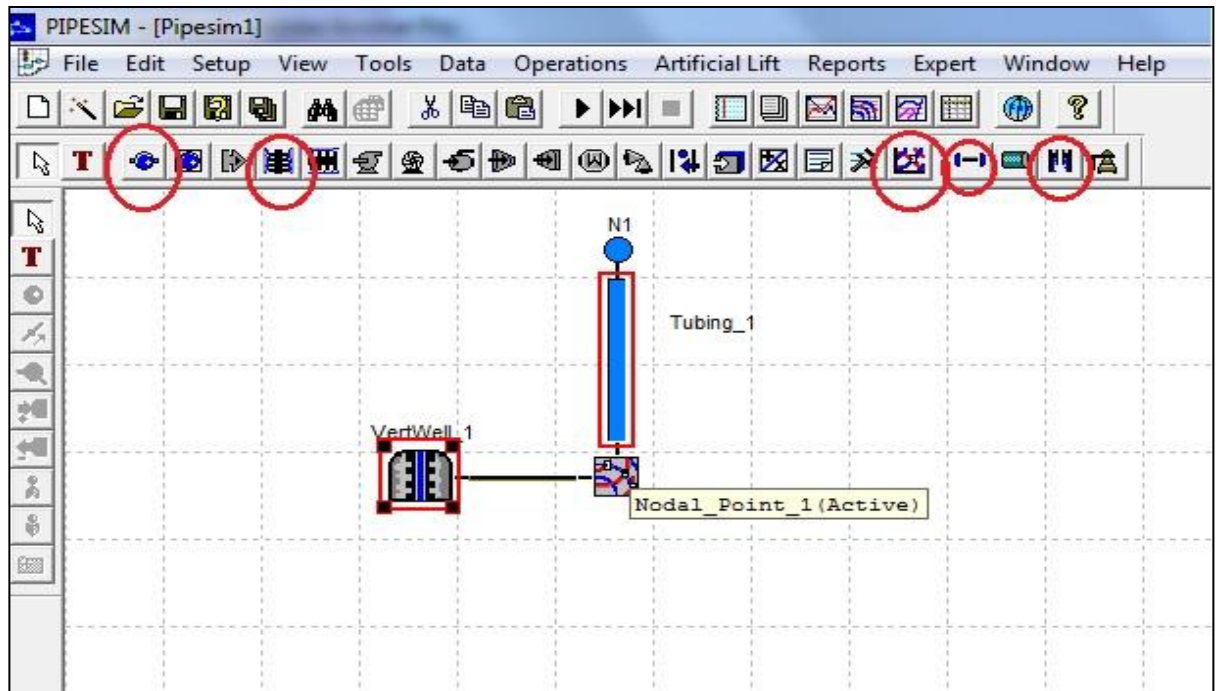 PIPESIM - [Pipesim1]
File Edit Setup View Tools Data Operations Artificial Lift Reports Expert Window Help
T
T
N1
Tubing_1
VertWell_1
Nodal_Point_1(Active)